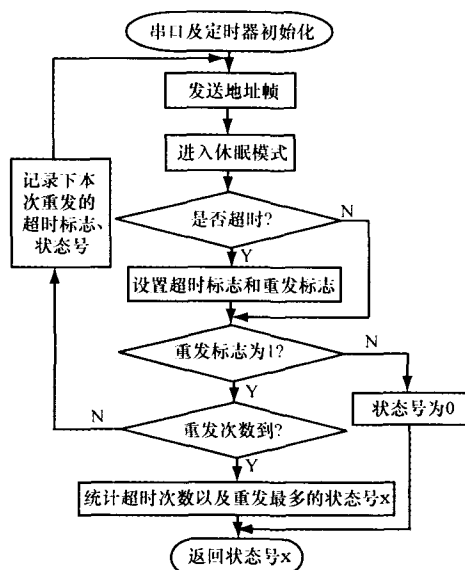 串口及定时器初始化
发送地址帧
进入休眠模式
记录下本
次重发的
超时标志、
状态号
是否超时?
N
Y
设置超时标志和重发标志
重发标志为1?
N
Y
状态号为0
重发次数到?
N
Y
统计超时次数以及重发最多的状态号x
返回状态号x